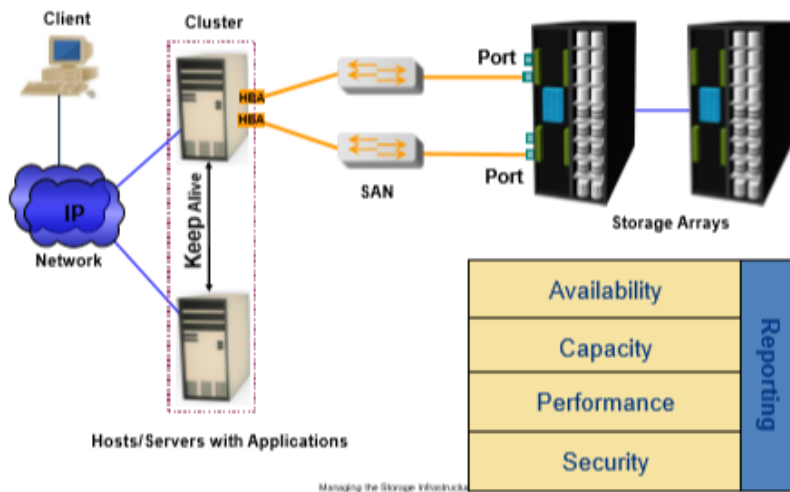 Client
Cluster
HBA
HBA
Port
Port
SAN
Storage Arrays
IP
Network
Keep Alive
Hosts/Servers with Applications
Availability
Capacity
Performance
Security
Reporting
Managing the Storage